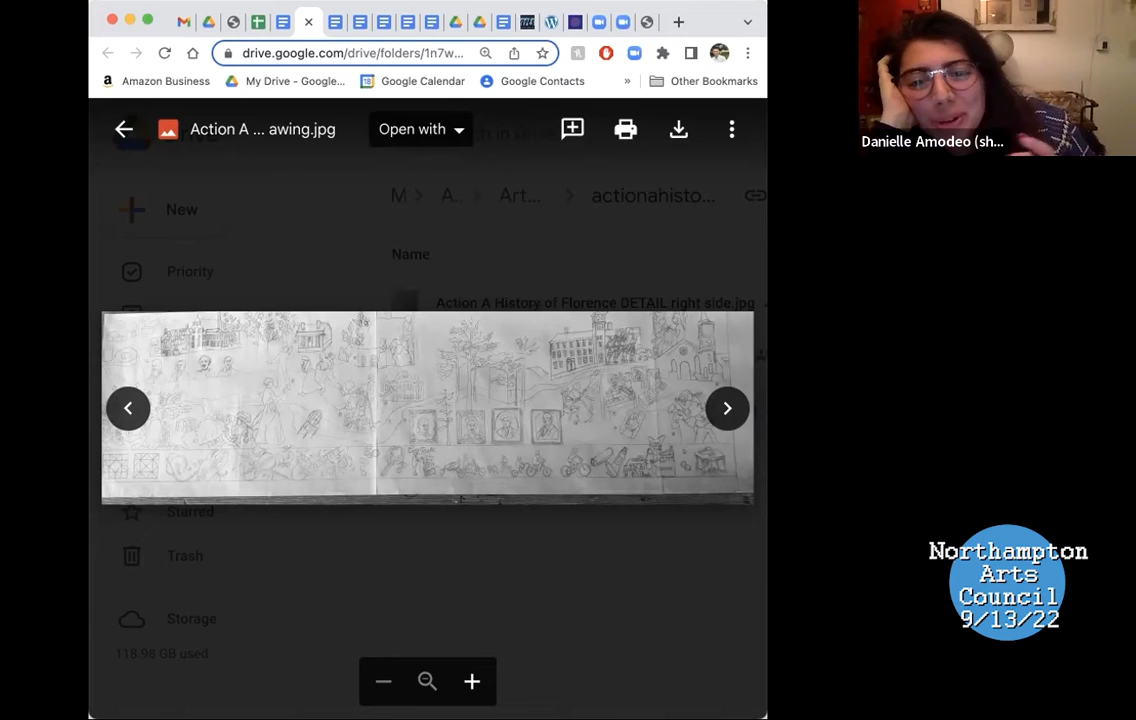 drive.google.com/drive/folders/1n7w...
Amazon Business
My Drive - Google...
Google Calendar
Google Contacts
»
Other Bookmarks
Action A ... awing.jpg
Open with
M > A.. > Art... > actionahisto...
New
Name
Priority
Action A History of Florence DETAIL right side.jpg
Starred
Trash
Storage
118.98 GB used
Danielle Amodeo (sh...
Northampton
Arts
Council
9/13/22